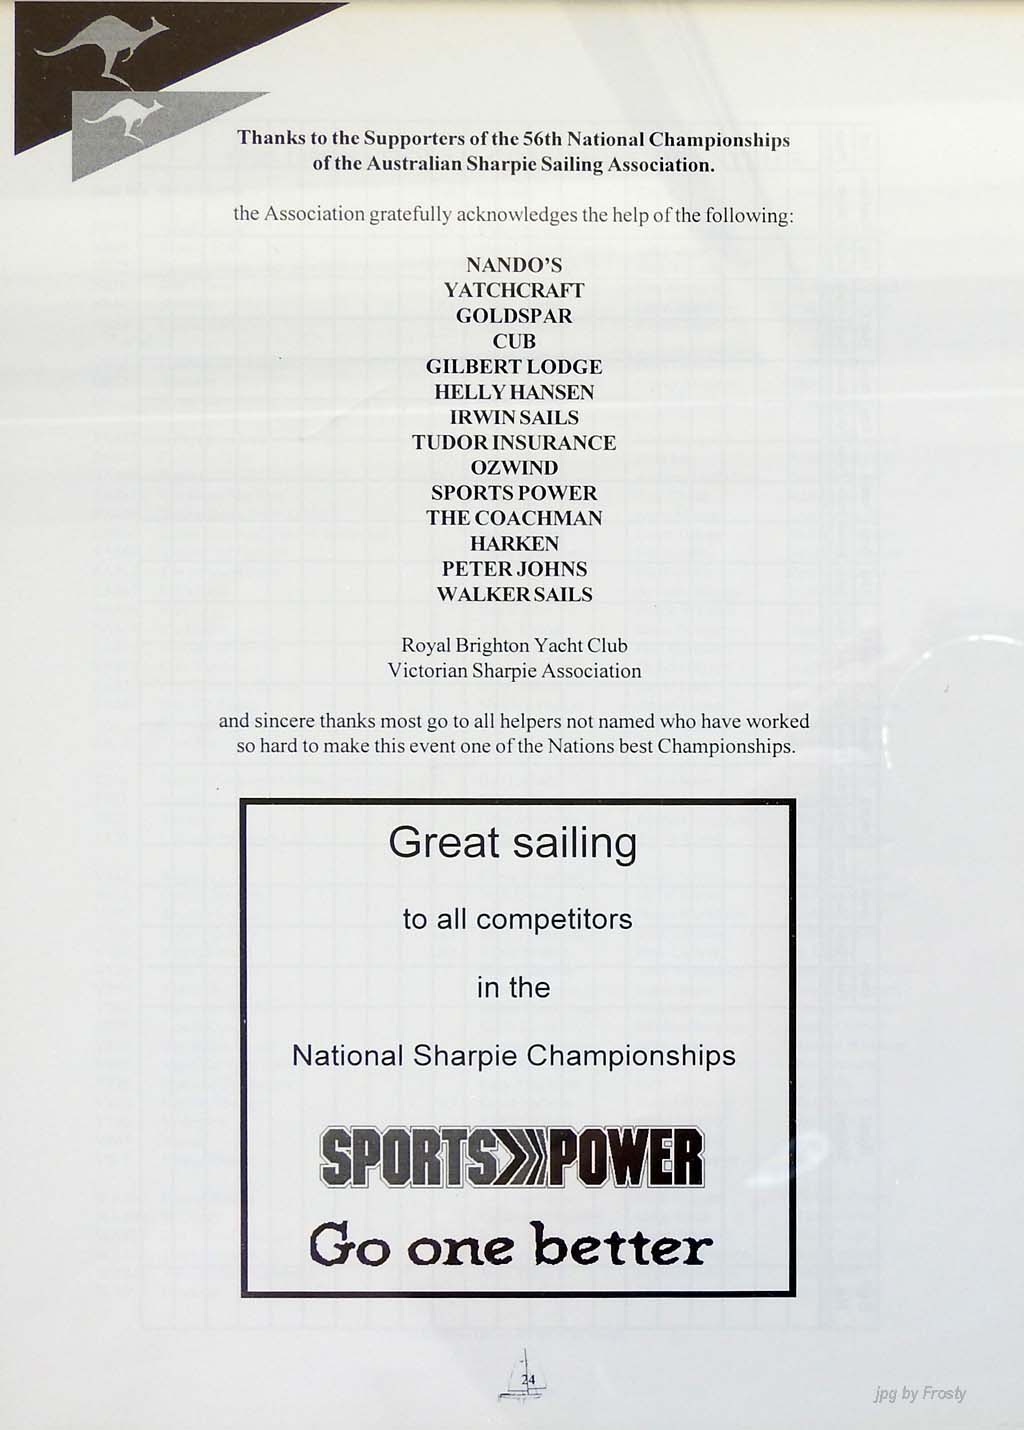 Thanks to the Supporters of the 56th National Championships
of the Australian Sharpie Sailing Association.
the Association gratefully acknowledges the help of the following:
NANDO'S
YATCHCRAFT
GOLDSPAR
CUB
GILBERT LODGE
HELLY HANSEN
IRWIN SAILS
TUDOR INSURANCE
OZWIND
SPORTS POWER
THE COACHMAN
HARKEN
PETER JOHNS
WALKER SAILS
Royal Brighton Yacht Club
Victorian Sharpie Association
and sincere thanks most go to all helpers not named who have worked
so hard to make this event one of the Nations best Championships.
Great sailing
to all competitors
in the
National Sharpie Championships
SPORTS POWER
Go one better
24
jpg by Frosty